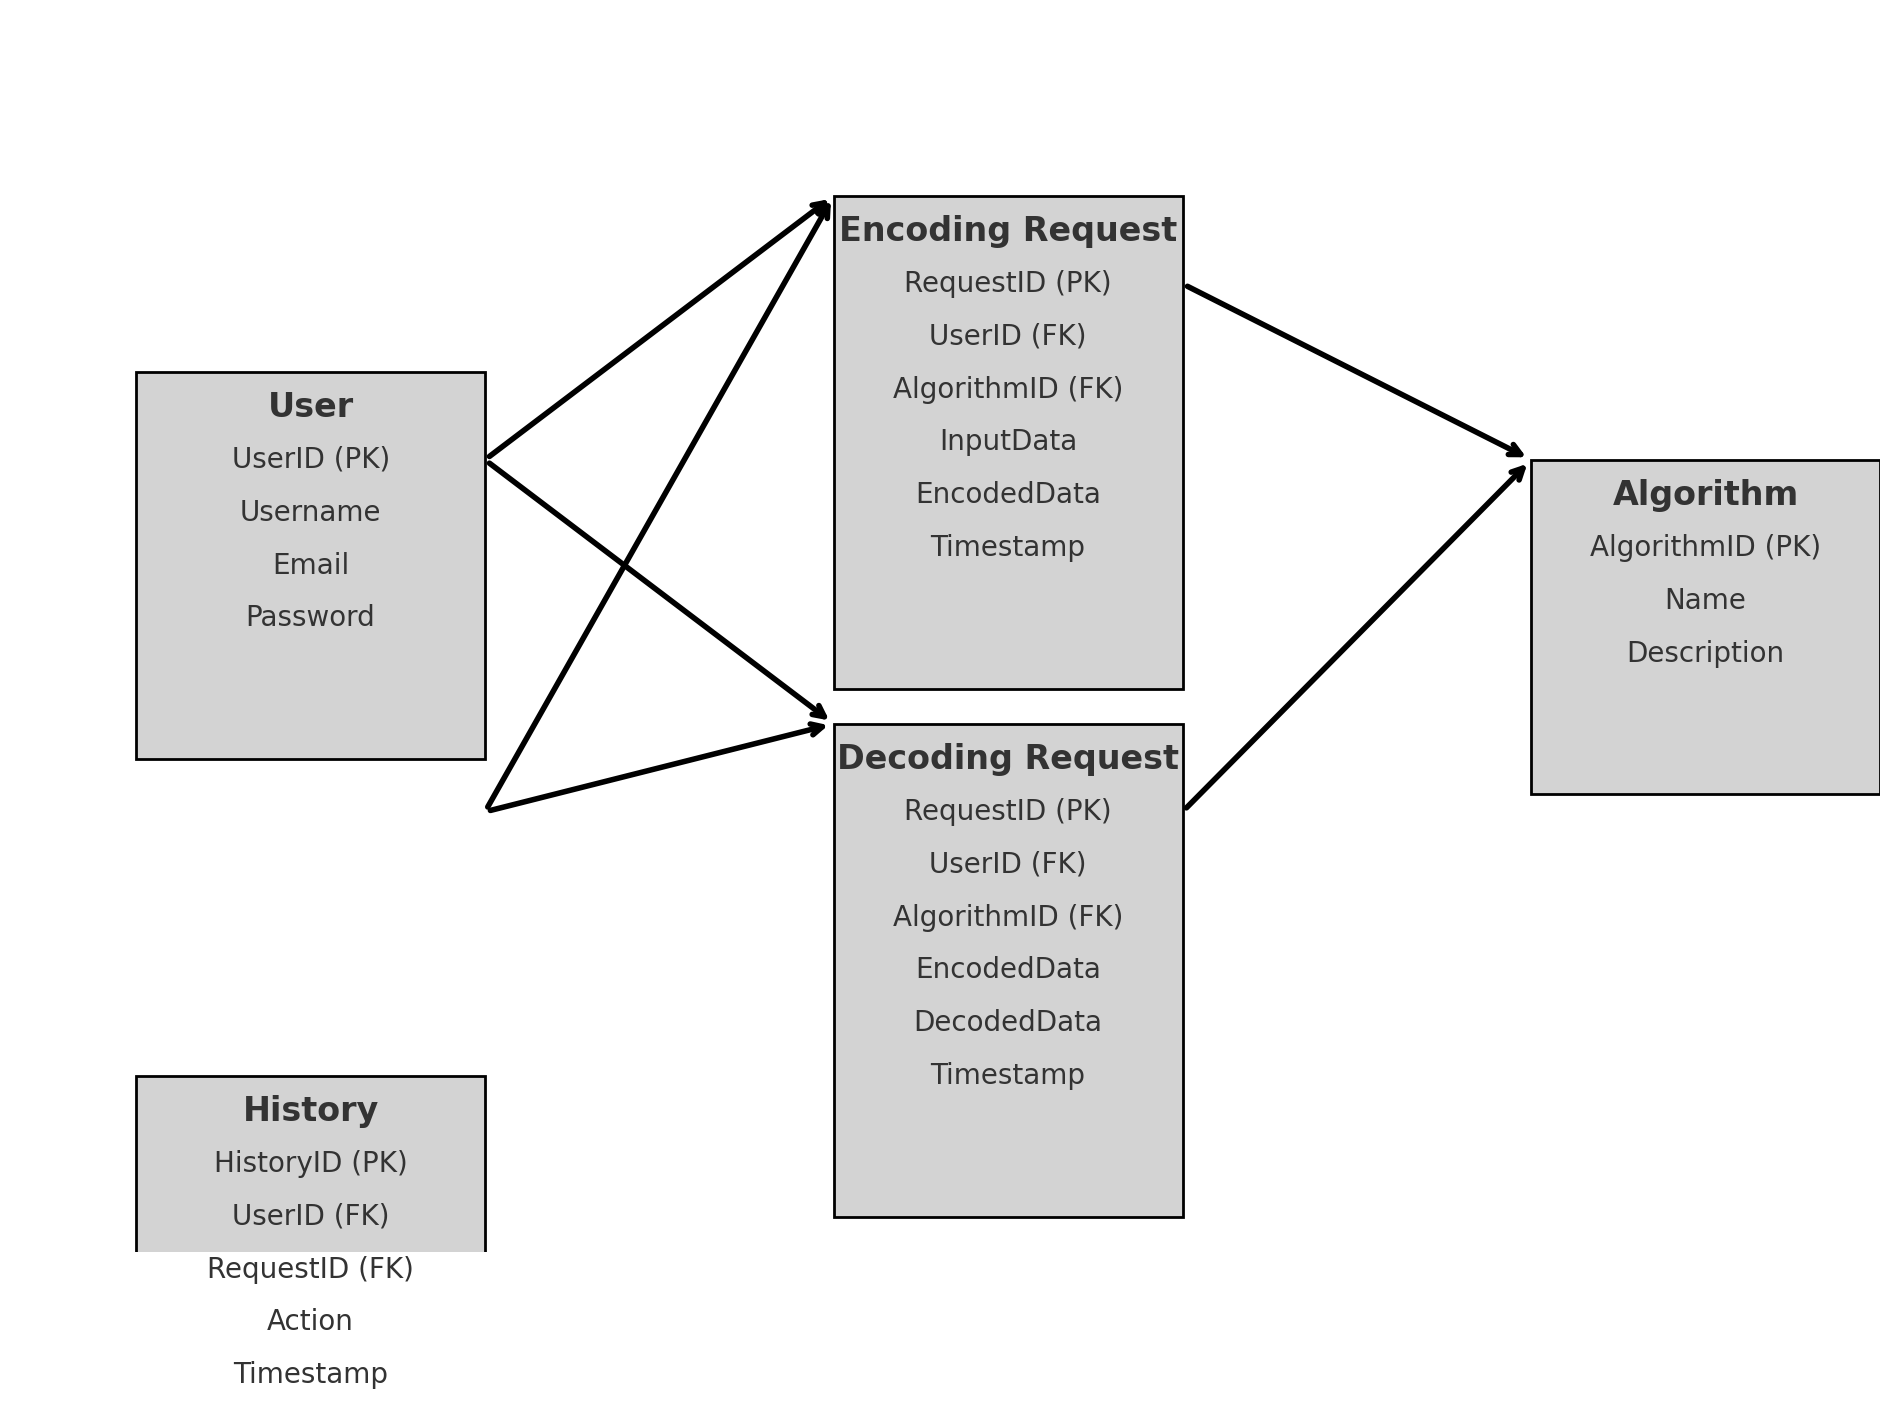 User
UserID (PK)
Username
Email
Password
Encoding Request
RequestID (PK)
UserID (FK)
AlgorithmID (FK)
InputData
EncodedData
Timestamp
Algorithm
AlgorithmID (PK)
Name
Description
Decoding Request
RequestID (PK)
UserID (FK)
AlgorithmID (FK)
EncodedData
DecodedData
Timestamp
History
HistoryID (PK)
UserID (FK)
RequestID (FK)
Action
Timestamp